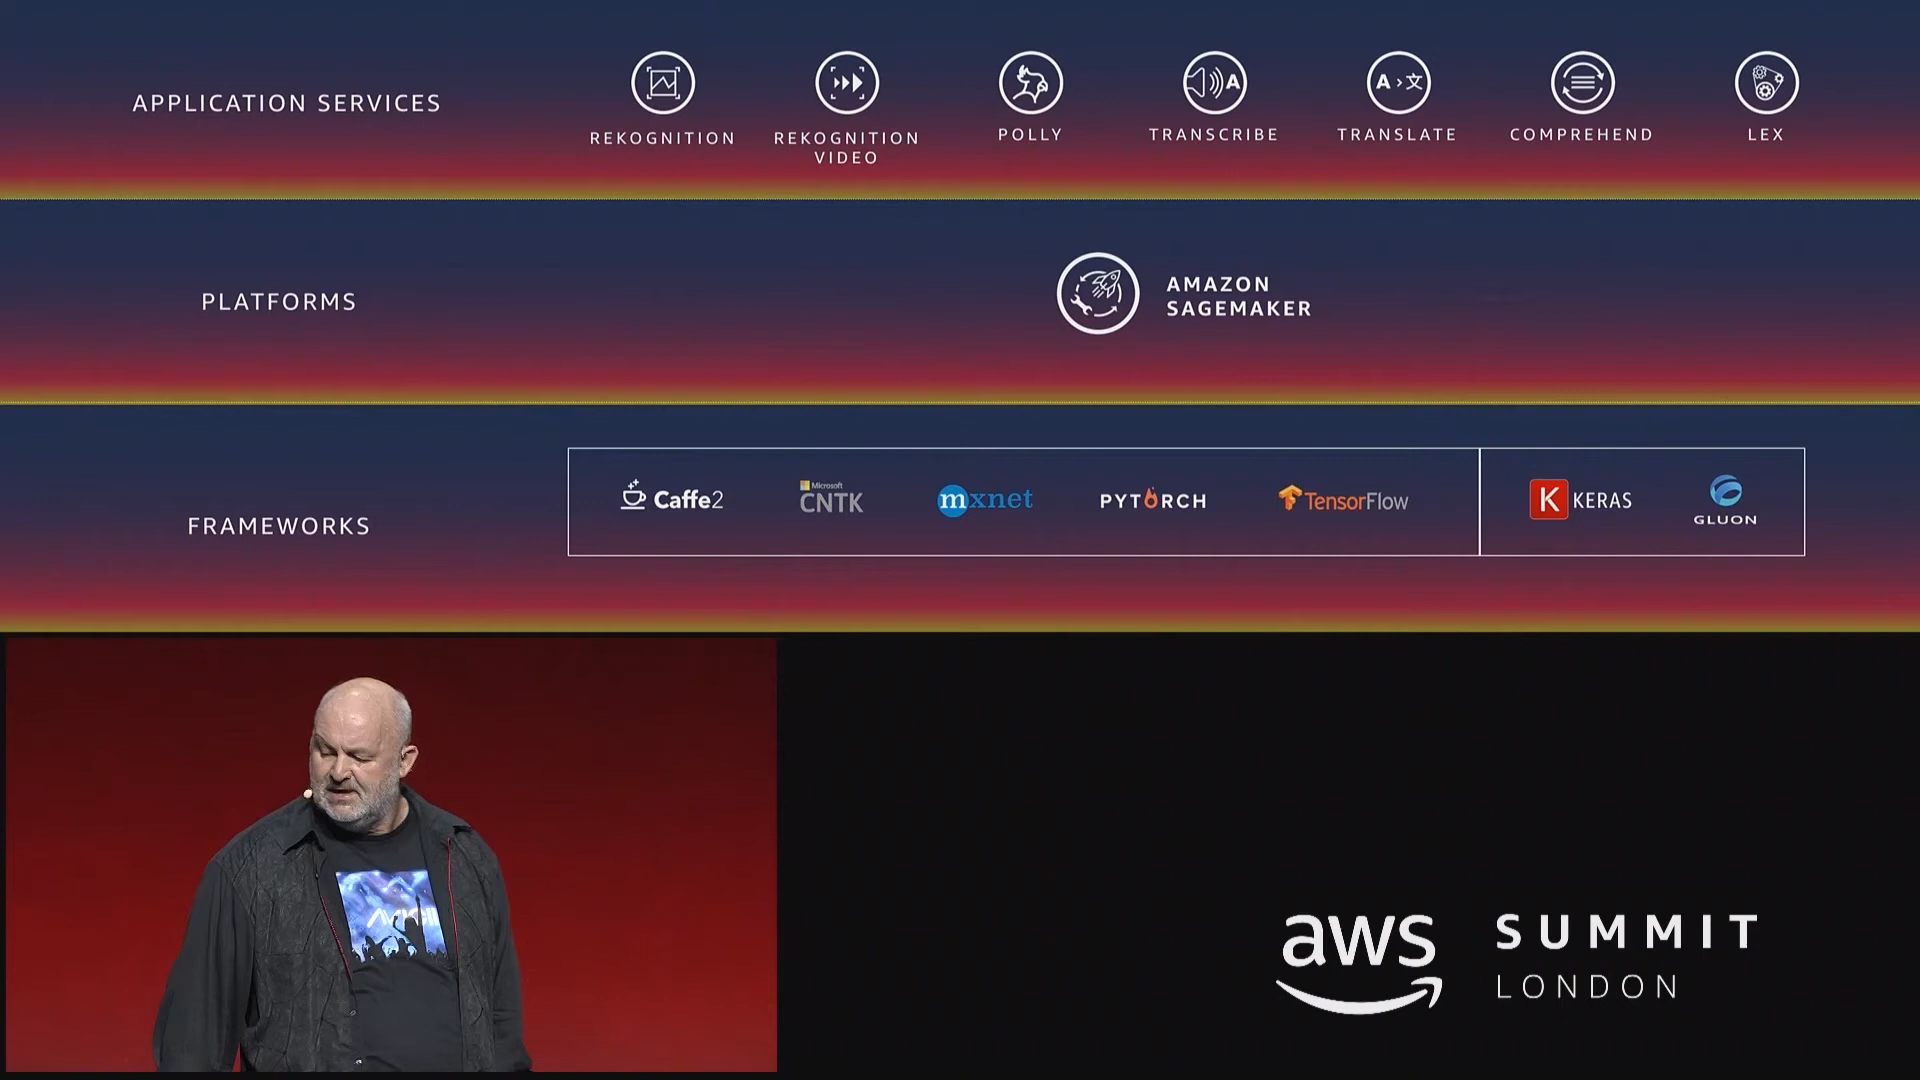 APPLICATION SERVICES
REKOGNITION
REKOGNITION
VIDEO
POLLY
A
TRANSCRIBE
A 文
TRANSLATE
COMPREHEND
LEX
PLATFORMS
AMAZON
SAGEMAKER
FRAMEWORKS
Caffe2
Microsoft
CNTK
mxnet
PYTORCH
TensorFlow
K KERAS
GLUON
aws
SUMMIT
LONDON